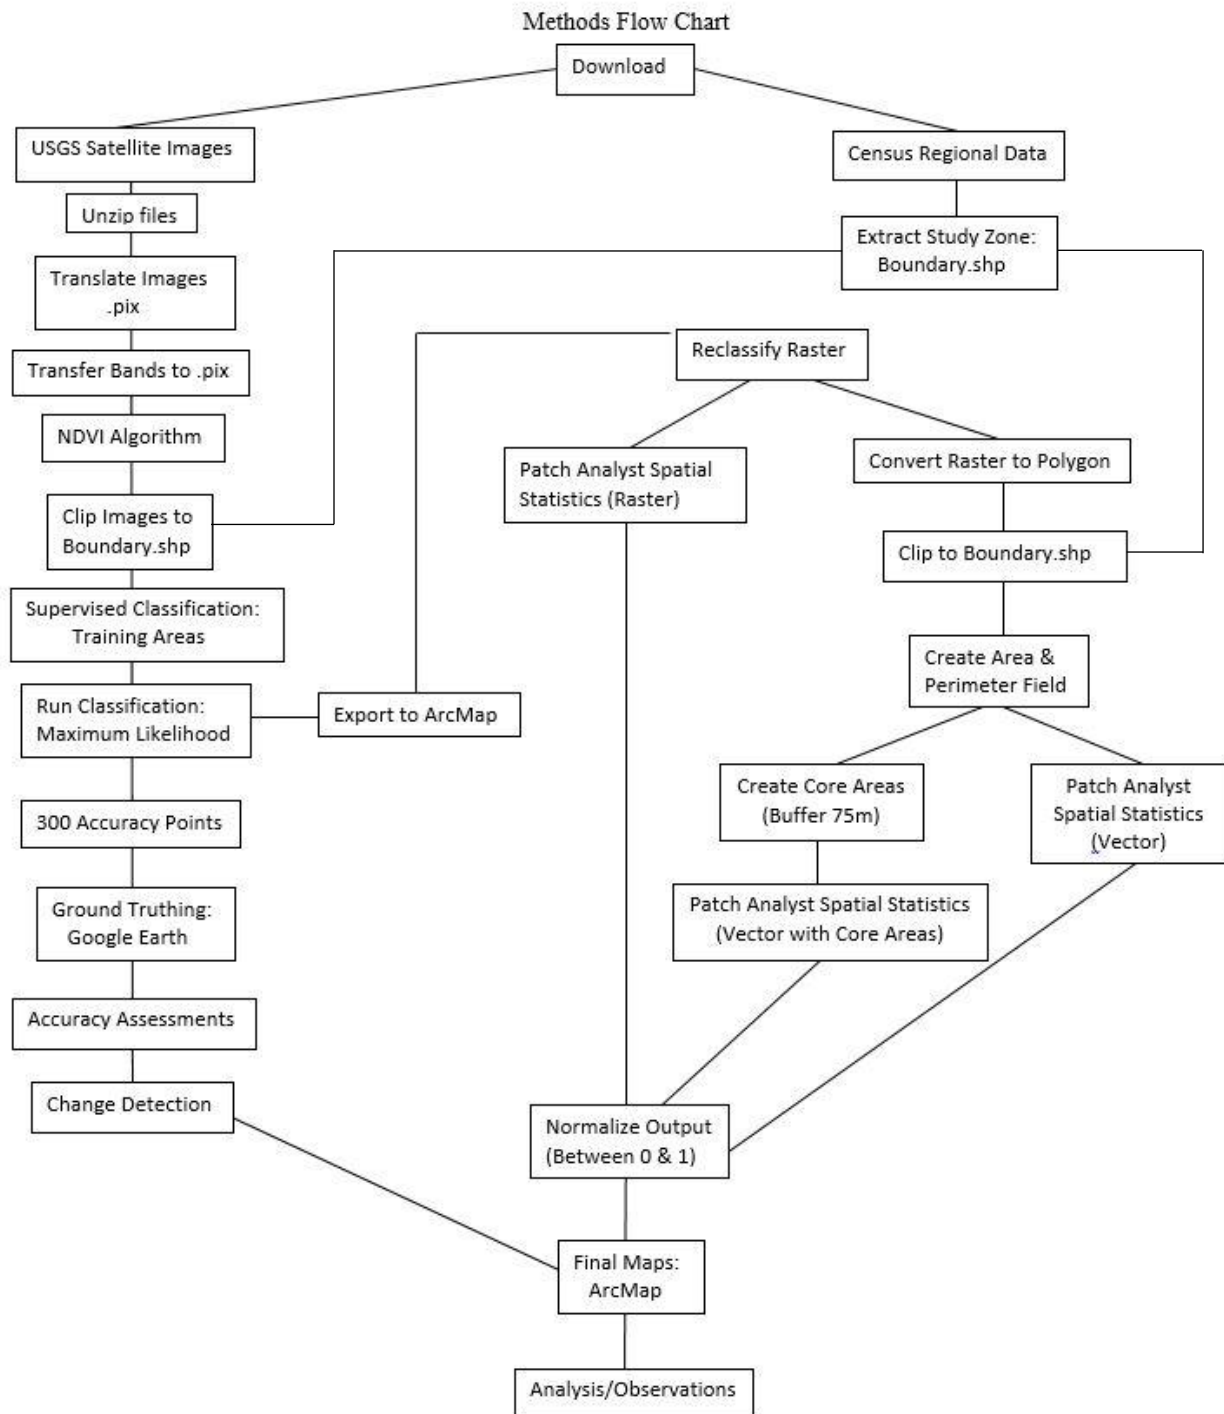 Methods Flow Chart
Download
USGS Satellite Images
Census Regional Data
Unzip files
Extract Study Zone:
Boundary.shp
Translate Images
.pix
Reclassify Raster
Transfer Bands to .pix
NDVI Algorithm
Patch Analyst Spatial
Statistics (Raster)
Convert Raster to Polygon
Clip Images to
Boundary.shp
Clip to Boundary.shp
Supervised Classification:
Training Areas
Create Area &
Perimeter Field
Run Classification:
Maximum Likelihood
Export to ArcMap
Create Core Areas
(Buffer 75m)
Patch Analyst
Spatial Statistics
(Vector)
300 Accuracy Points
Ground Truthing:
Google Earth
Patch Analyst Spatial Statistics
(Vector with Core Areas)
Accuracy Assessments
Change Detection
Normalize Output
(Between 0 & 1)
Final Maps:
ArcMap
Analysis/Observations